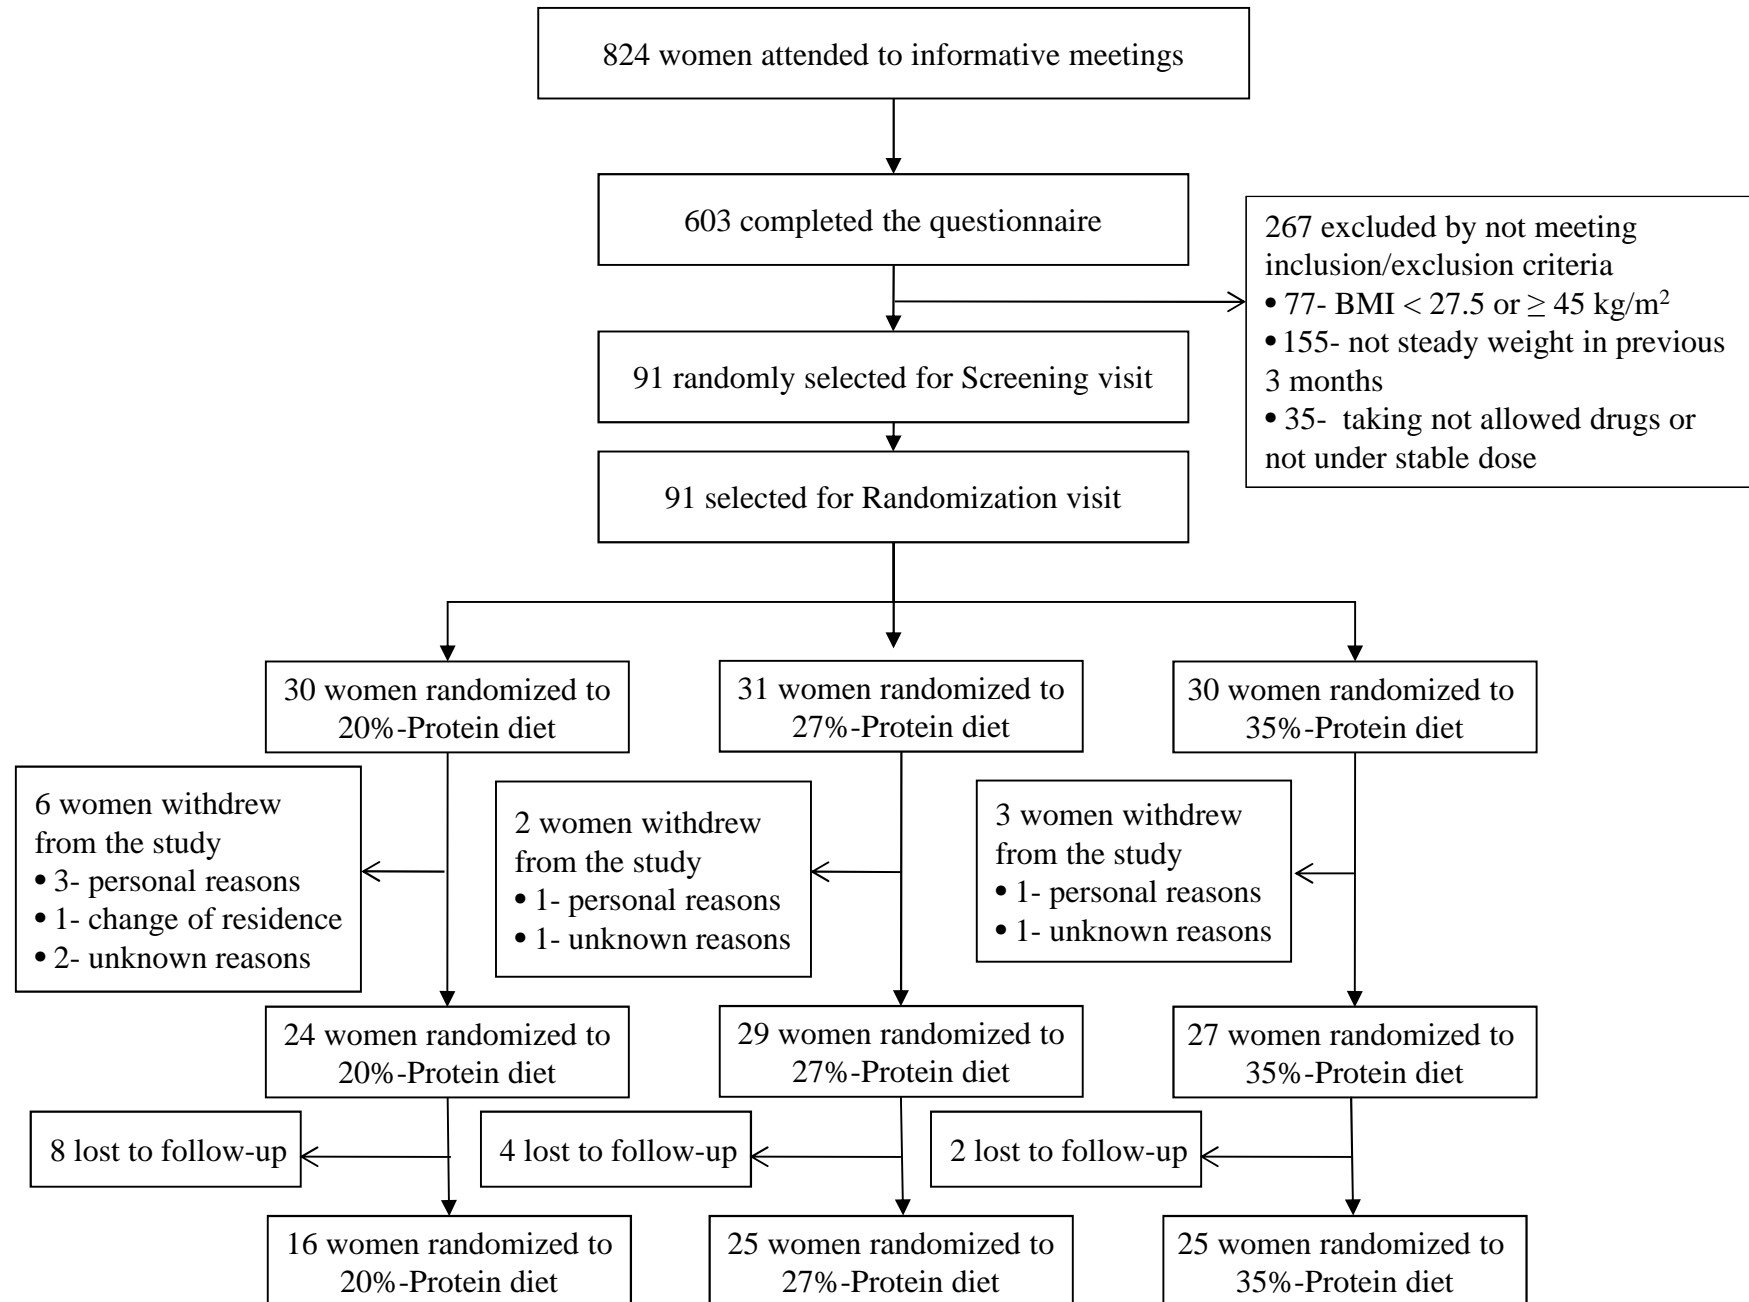 824 women attended to informative meetings
603 completed the questionnaire
267 excluded by not meeting
inclusion/exclusion criteria
• 77- BMI < 27.5 or ≥ 45 kg/m²
• 155- not steady weight in previous
3 months
• 35- taking not allowed drugs or
not under stable dose
91 randomly selected for Screening visit
91 selected for Randomization visit
30 women randomized to
20%-Protein diet
31 women randomized to
27%-Protein diet
30 women randomized to
35%-Protein diet
6 women withdrew
from the study
• 3- personal reasons
• 1- change of residence
• 2- unknown reasons
2 women withdrew
from the study
• 1- personal reasons
• 1- unknown reasons
3 women withdrew
from the study
• 1- personal reasons
• 1- unknown reasons
24 women randomized to
20%-Protein diet
29 women randomized to
27%-Protein diet
27 women randomized to
35%-Protein diet
8 lost to follow-up
4 lost to follow-up
2 lost to follow-up
16 women randomized to
20%-Protein diet
25 women randomized to
27%-Protein diet
25 women randomized to
35%-Protein diet